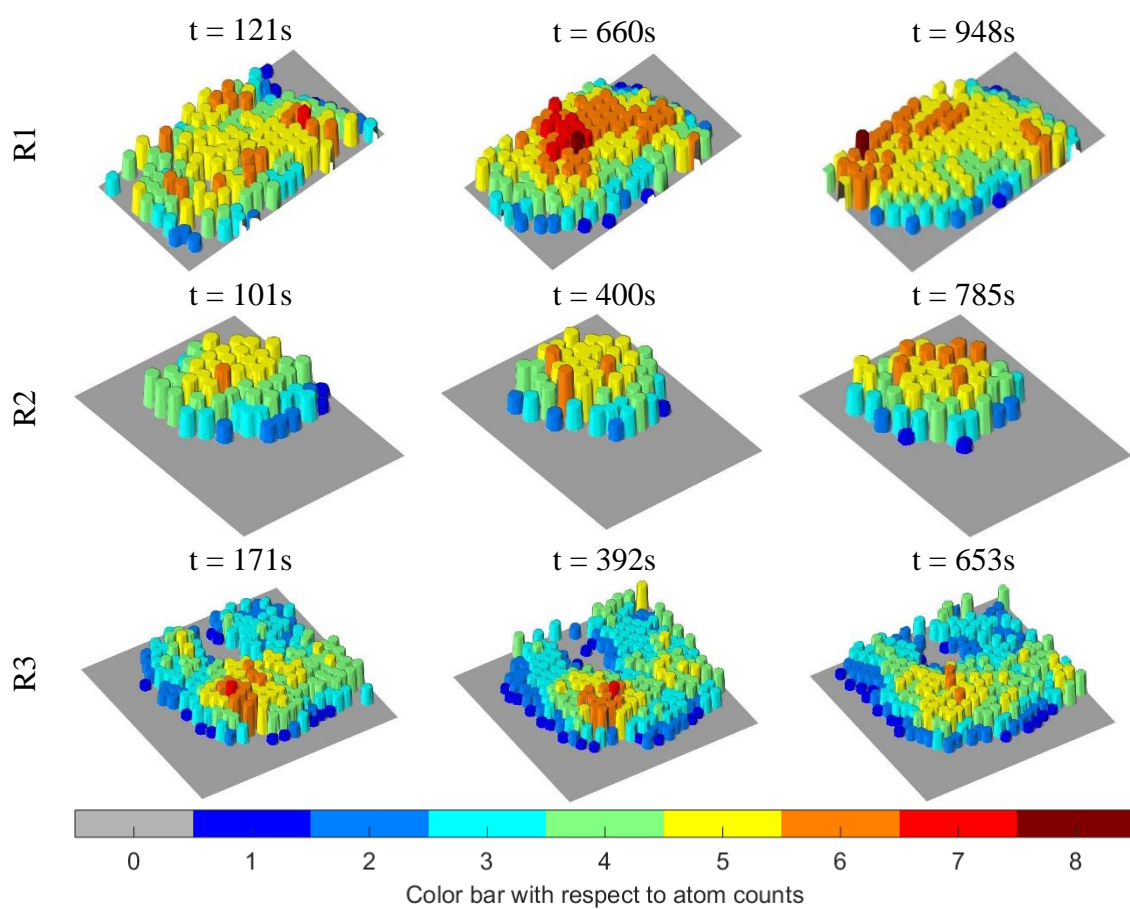 t = 121s t = 660s t = 948s
R1
t = 101s t = 400s t = 785s
R2
t = 171s t = 392s t = 653s
R3
0 1 2 3 4 5 6 7 8
Color bar with respect to atom counts